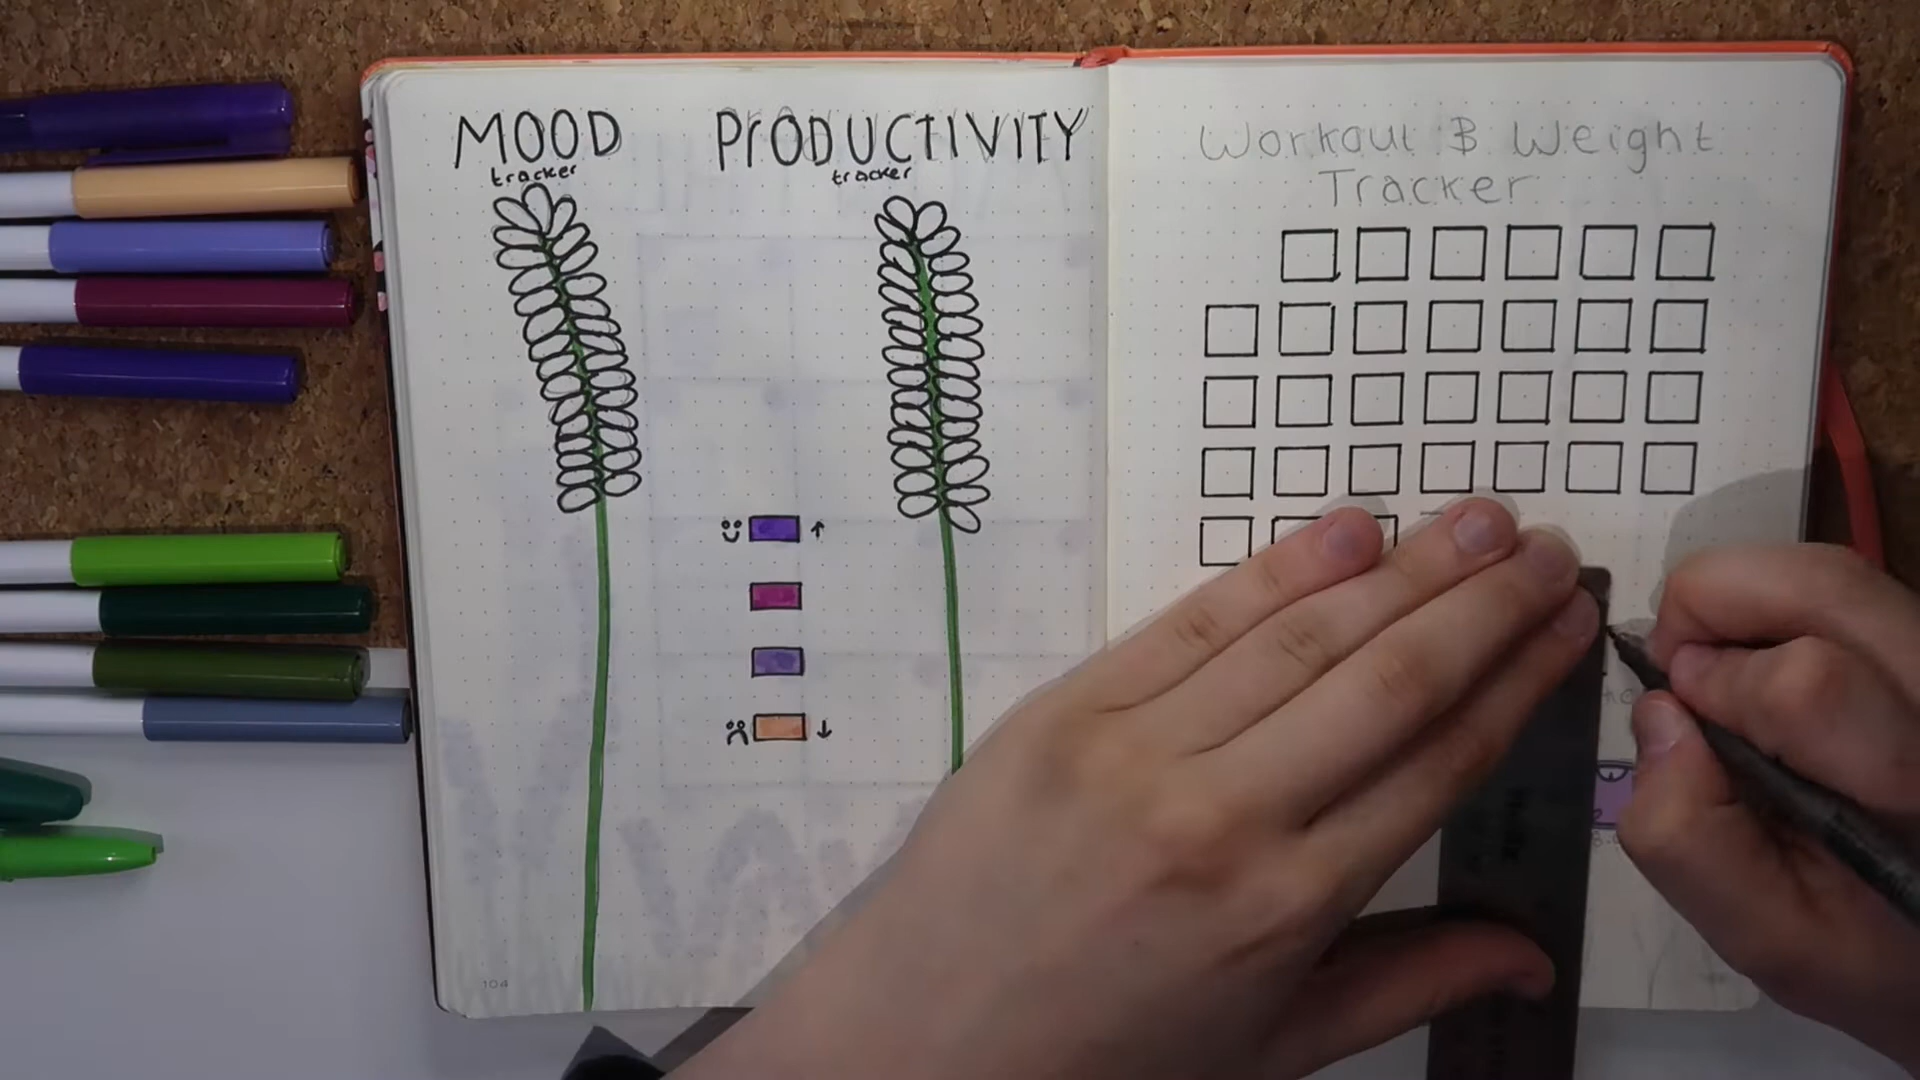 MOOD
tracker
PRODUCTIVITY
tracker
Workout & Weight
Tracker
104